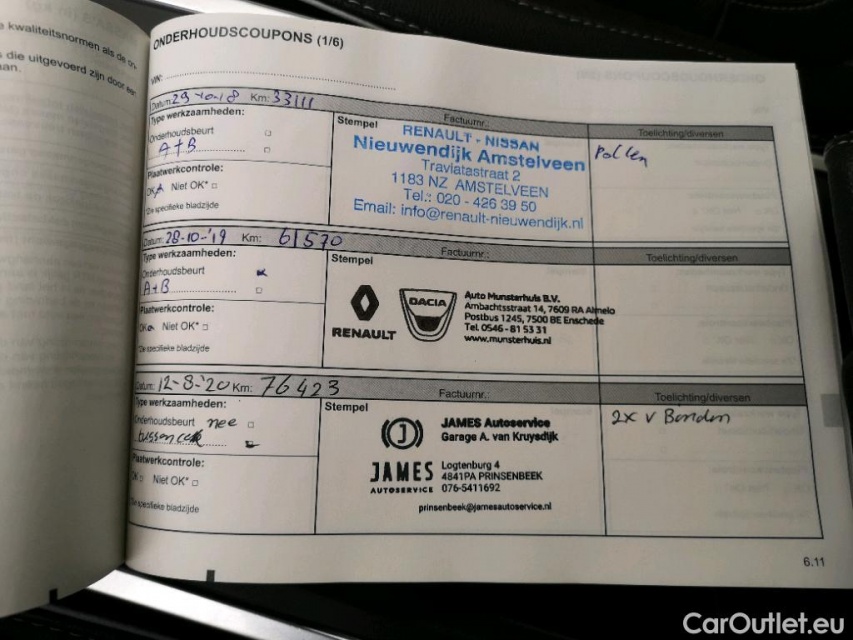 e kwaliteitsnormen als de on
s die uitgevoerd zijn door een
an.
ONDERHOUDSCOUPONS (1/6)
VIN:
Datum: Km: 33111
Factuurnr.:
Type werkzaamheden:
Onderhoudsbeurt
A+B
Plaatwerkcontrole:
OK Niet OK*
*Zie specifieke bladzijde
Stempel
RENAULT - NISSAN
Nieuwendijk Amstelveen
Traviatastraat 2
1183 NZ AMSTELVEEN
Tel.: 020 - 426 39 50
Email: info@renault-nieuwendijk.nl
Toelichting/diversen
Pollen
Datum: 28-10-'19 Km: 61570
Factuurnr.:
Type werkzaamheden:
Onderhoudsbeurt
A+B
Plaatwerkcontrole:
OK Niet OK*
*Zie specifieke bladzijde
Stempel
RENAULT
DACIA
Auto Munsterhuis B.V.
Ambachtsstraat 14, 7609 RA Almelo
Postbus 1245, 7500 BE Enschede
Tel. 0546 - 81 53 31
www.munsterhuis.nl
Toelichting/diversen
Datum: 12-8-'20 Km: 76423
Factuurnr.:
Type werkzaamheden:
Onderhoudsbeurt nee
Plaatwerkcontrole:
OK Niet OK*
*Zie specifieke bladzijde
Stempel
JAMES
AUTOSERVICE
JAMES Autoservice
Garage A. van Kruysdijk
Logtenburg 4
4841PA PRINSENBEEK
076-5411692
prinsenbeek@jamesautoservice.nl
Toelichting/diversen
2x v Banden
6.11
CarOutlet.eu